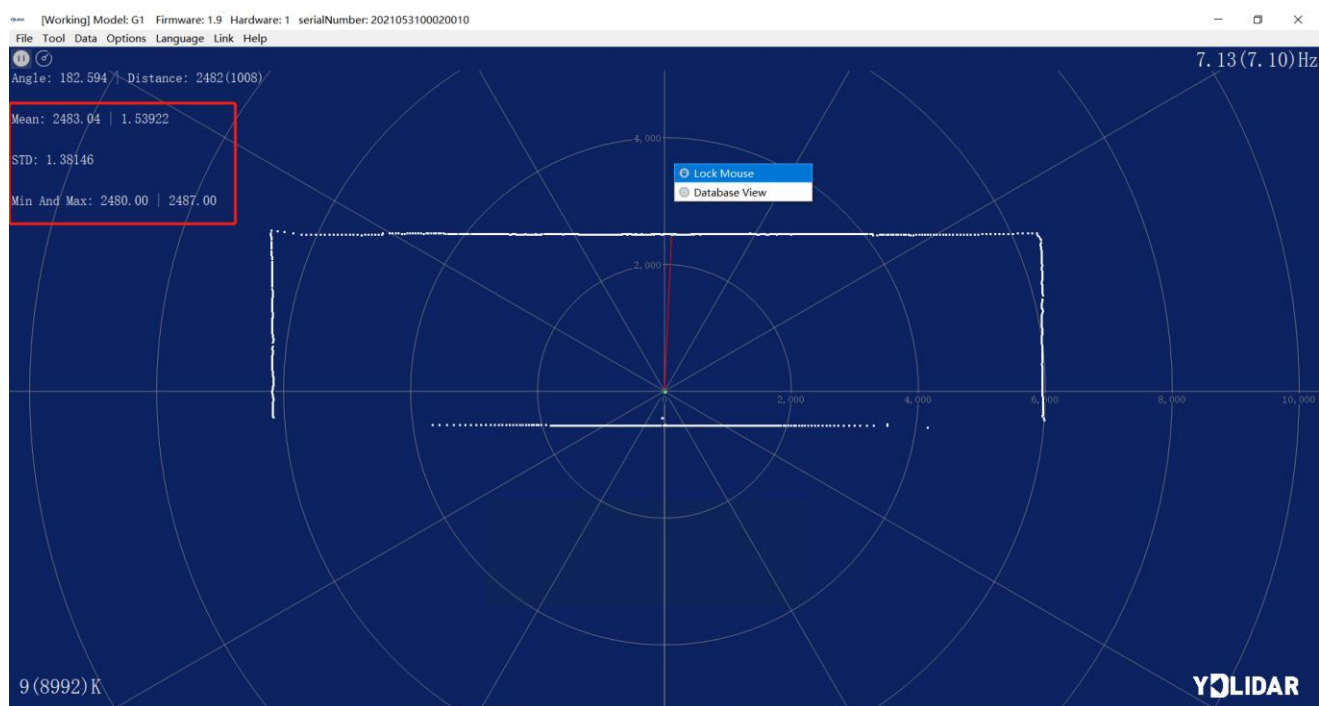 [Working] Model: G1 Firmware: 1.9 Hardware: 1 serialNumber: 2021053100020010
File Tool Data Options Language Link Help
7.13(7.10)Hz
Angle: 182.594 | Distance: 2482(1008)
Mean: 2483.04 | 1.53922
STD: 1.38146
Min And Max: 2480.00 | 2487.00
4,000
Lock Mouse
Database View
2,000
0 2,000 4,000 6,000 8,000 10,000
9(8992)K
YDLIDAR